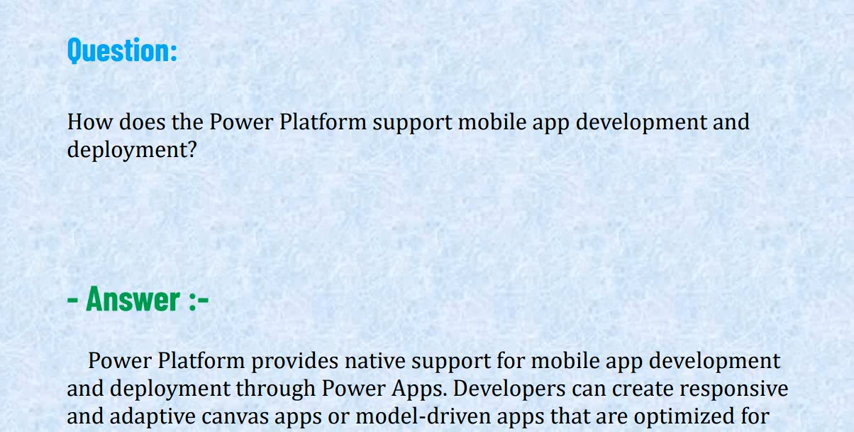 Question:
How does the Power Platform support mobile app development and
deployment?
- Answer :-
Power Platform provides native support for mobile app development
and deployment through Power Apps. Developers can create responsive
and adaptive canvas apps or model-driven apps that are optimized for